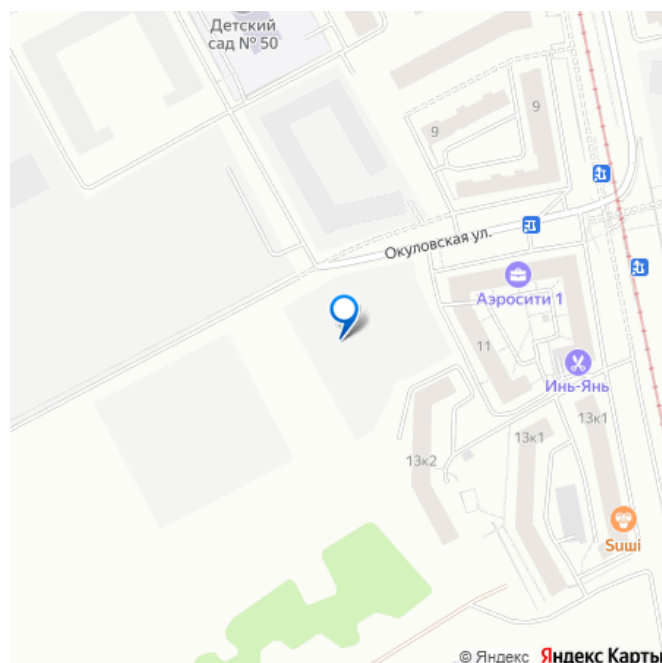 Детский
сад № 50
9
9
Окуловская ул.
Аэросити 1
11
Инь-Янь
13к1
13к1
13к2
Suши
© Яндекс Яндекс Карты